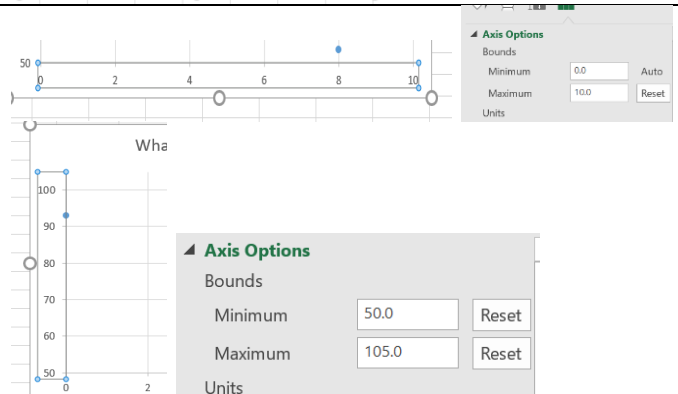 50
0 2 4 6 8 10
Axis Options
Bounds
Minimum 0.0 Auto
Maximum 10.0 Reset
Units
Wha
100
90
80
70
60
50
0 2
Axis Options
Bounds
Minimum 50.0 Reset
Maximum 105.0 Reset
Units